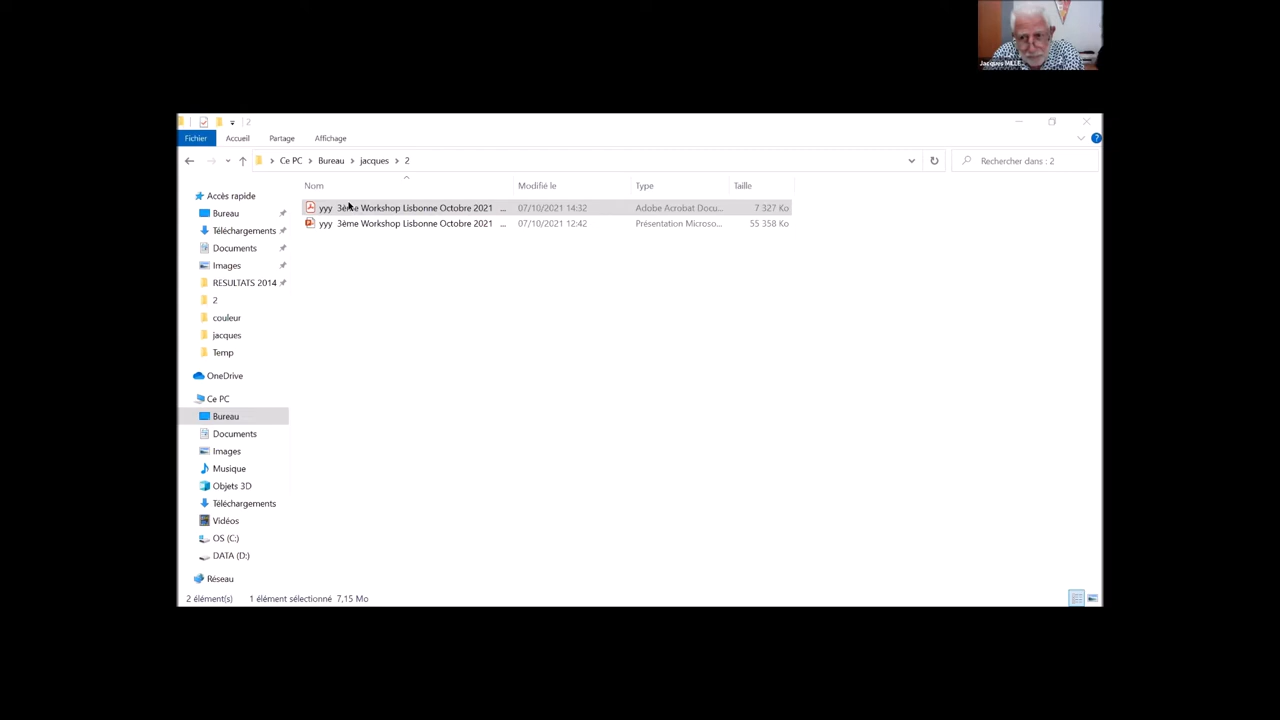 Jacques MILLE
2
Fichier Accueil Partage Affichage
Ce PC Bureau jacques 2
Rechercher dans : 2
Nom Modifié le Type Taille
yyy 3ème Workshop Lisbonne Octobre 2021 ... 07/10/2021 14:32 Adobe Acrobat Docu... 7 327 Ko
yyy 3ème Workshop Lisbonne Octobre 2021 ... 07/10/2021 12:42 Présentation Microso... 55 358 Ko
Accès rapide
Bureau
Téléchargements
Documents
Images
RESULTATS 2014
2
couleur
jacques
Temp
OneDrive
Ce PC
Bureau
Documents
Images
Musique
Objets 3D
Téléchargements
Vidéos
OS (C:)
DATA (D:)
Réseau
2 élément(s) 1 élément sélectionné 7,15 Mo